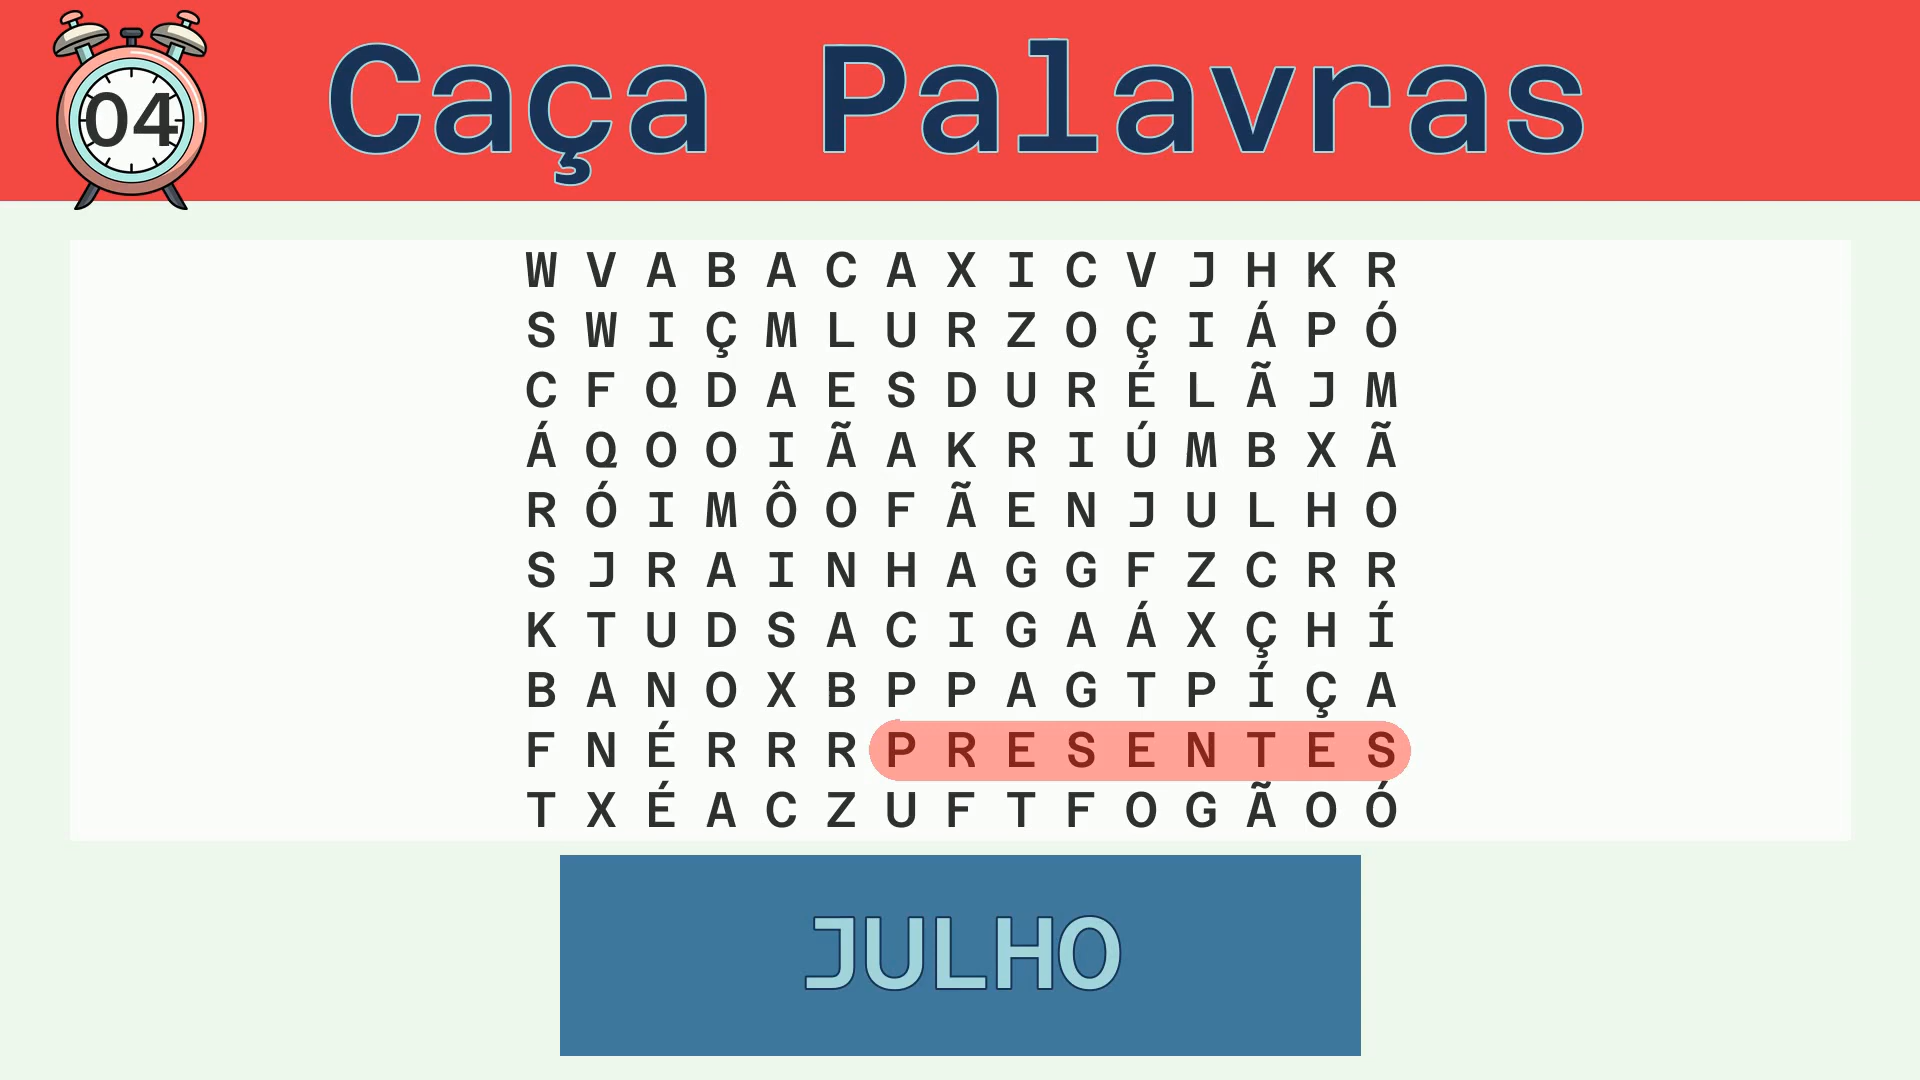 04
Caça Palavras
W V A B A C A X I C V J H K R
S W I Ç M L U R Z O Ç I Á P Ó
C F Q D A E S D U R É L Ã J M
Á Q O O I Ã A K R I Ú M B X Ã
R Ó I M Ô O F Ã E N J U L H O
S J R A I N H A G G F Z C R R
K T U D S A C I G A Á X Ç H Í
B A N O X B P P A G T P Í Ç A
F N É R R R P R E S E N T E S
T X É A C Z U F T F O G Ã O Ó
JULHO